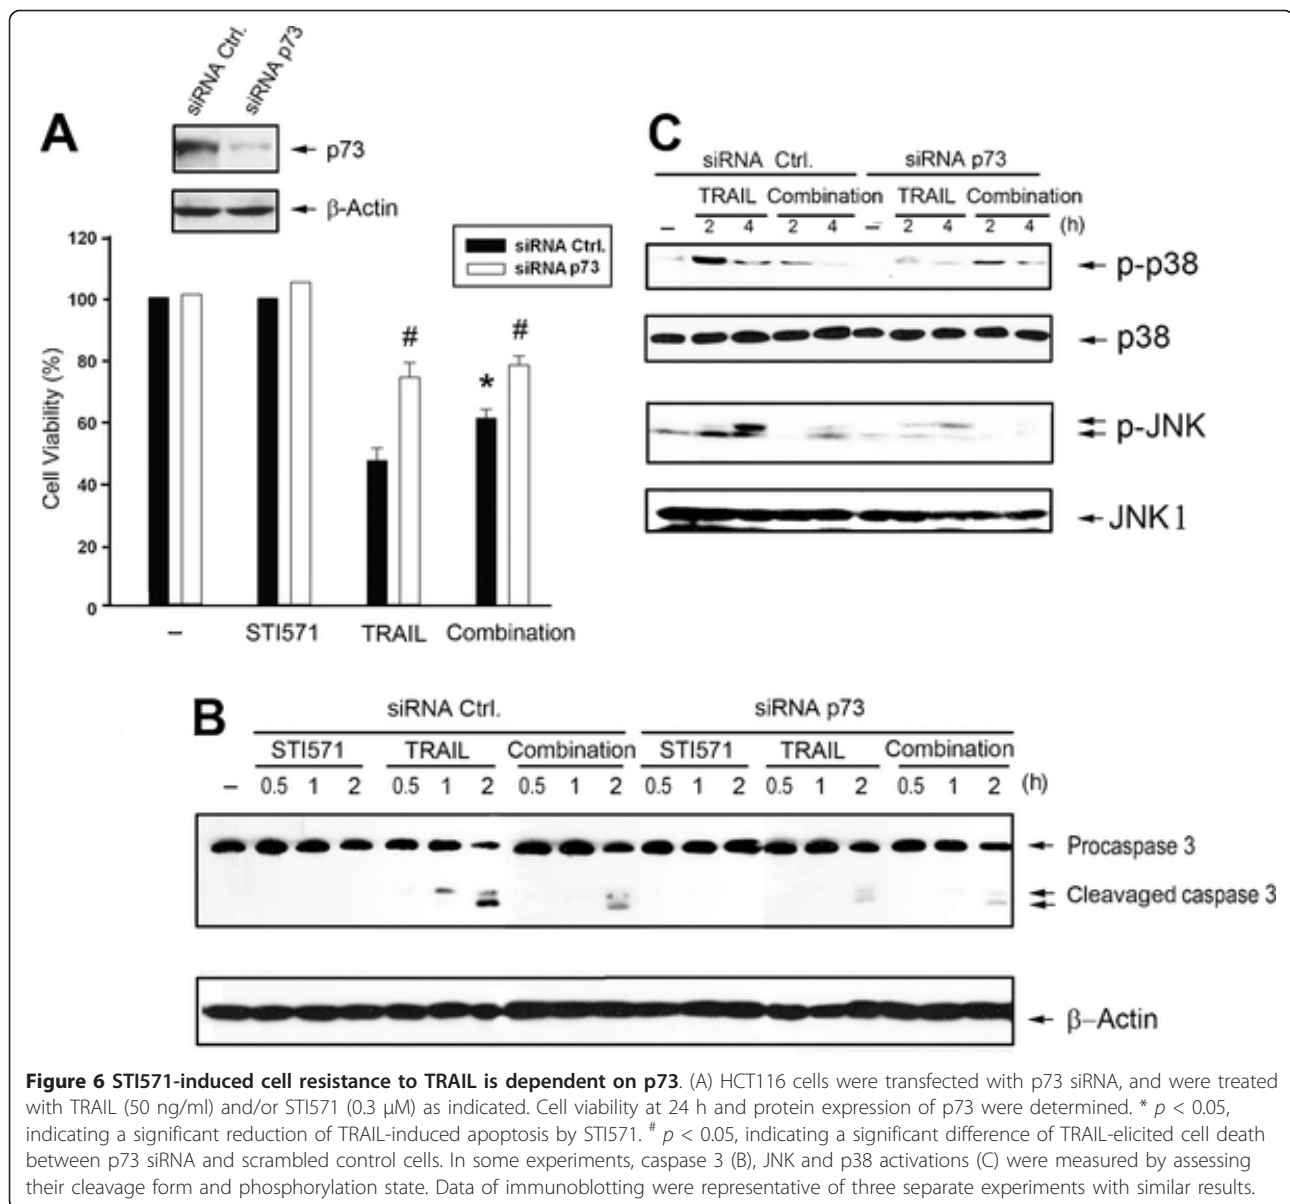 siRNA Ctrl.
siRNA p73
A
p73
β-Actin
siRNA Ctrl.
siRNA p73
Cell Viability (%)
120
100
80
60
40
20
0
#
*
#
– STI571 TRAIL Combination
C
siRNA Ctrl. siRNA p73
TRAIL Combination TRAIL Combination
– 2 4 2 4 – 2 4 2 4 (h)
p-p38
p38
p-JNK
JNK1
B
siRNA Ctrl. siRNA p73
STI571 TRAIL Combination STI571 TRAIL Combination
– 0.5 1 2 0.5 1 2 0.5 1 2 0.5 1 2 0.5 1 2 0.5 1 2 (h)
Procaspase 3
Cleavaged caspase 3
β–Actin
Figure 6 STI571-induced cell resistance to TRAIL is dependent on p73. (A) HCT116 cells were transfected with p73 siRNA, and were treated
with TRAIL (50 ng/ml) and/or STI571 (0.3 μM) as indicated. Cell viability at 24 h and protein expression of p73 were determined. * p < 0.05,
indicating a significant reduction of TRAIL-induced apoptosis by STI571. # p < 0.05, indicating a significant difference of TRAIL-elicited cell death
between p73 siRNA and scrambled control cells. In some experiments, caspase 3 (B), JNK and p38 activations (C) were measured by assessing
their cleavage form and phosphorylation state. Data of immunoblotting were representative of three separate experiments with similar results.